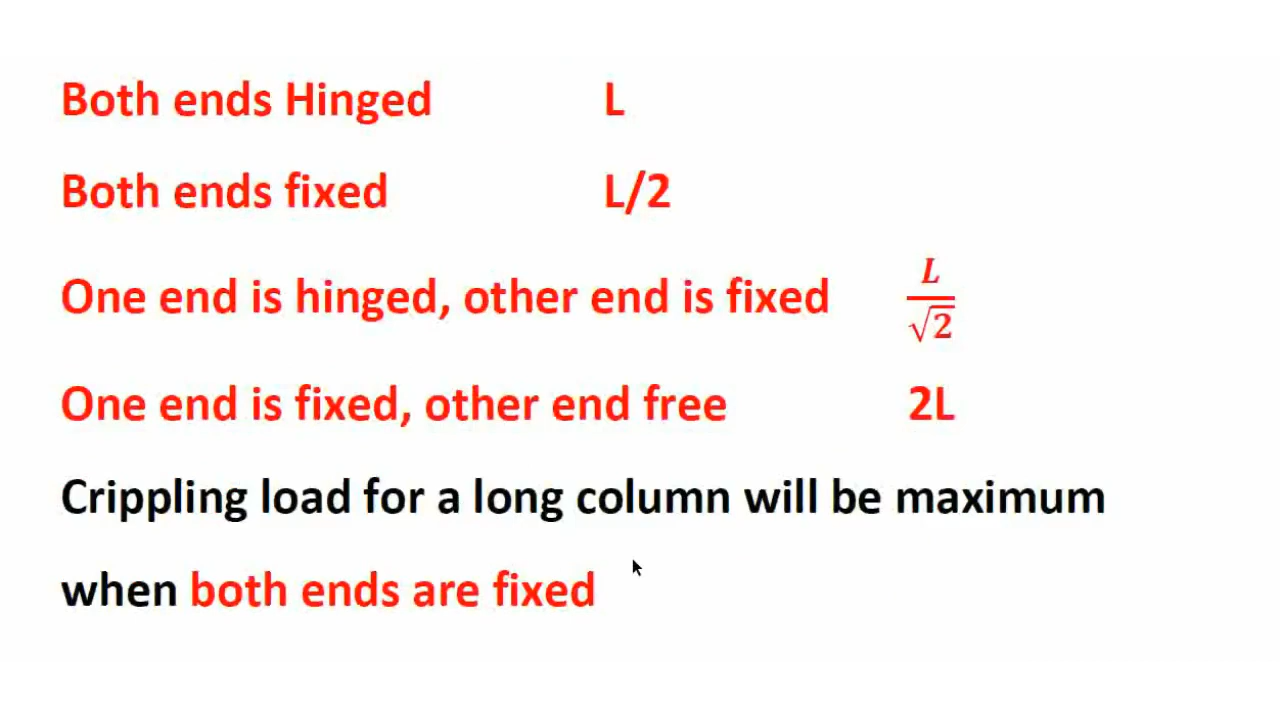 Both ends Hinged L
Both ends fixed L/2
One end is hinged, other end is fixed L/√2
One end is fixed, other end free 2L
Crippling load for a long column will be maximum
when both ends are fixed